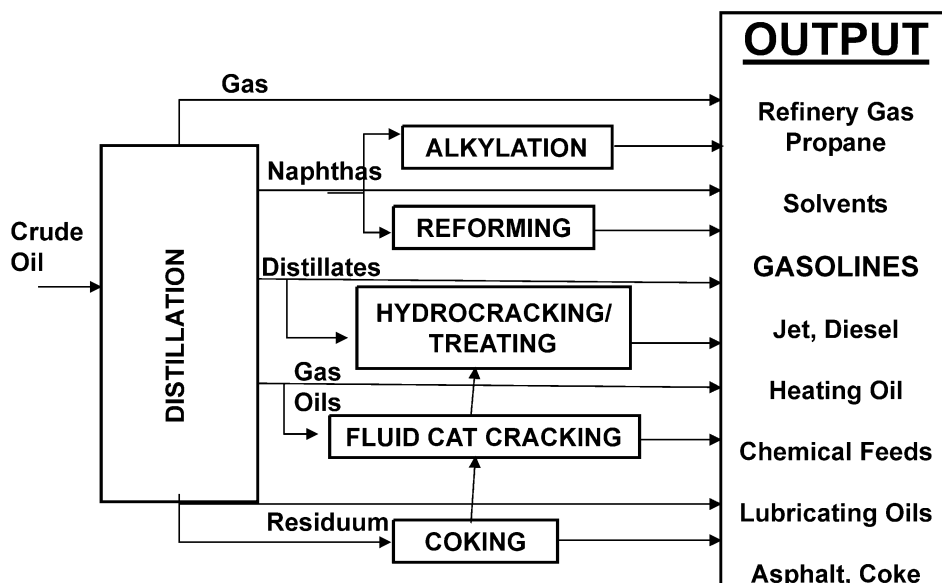 OUTPUT
Gas
Refinery Gas
Propane
ALKYLATION
Naphthas
Solvents
REFORMING
Crude
Oil
Distillates
GASOLINES
DISTILLATION
HYDROCRACKING/
TREATING
Jet, Diesel
Gas
Oils
Heating Oil
FLUID CAT CRACKING
Chemical Feeds
Lubricating Oils
Residuum
COKING
Asphalt, Coke